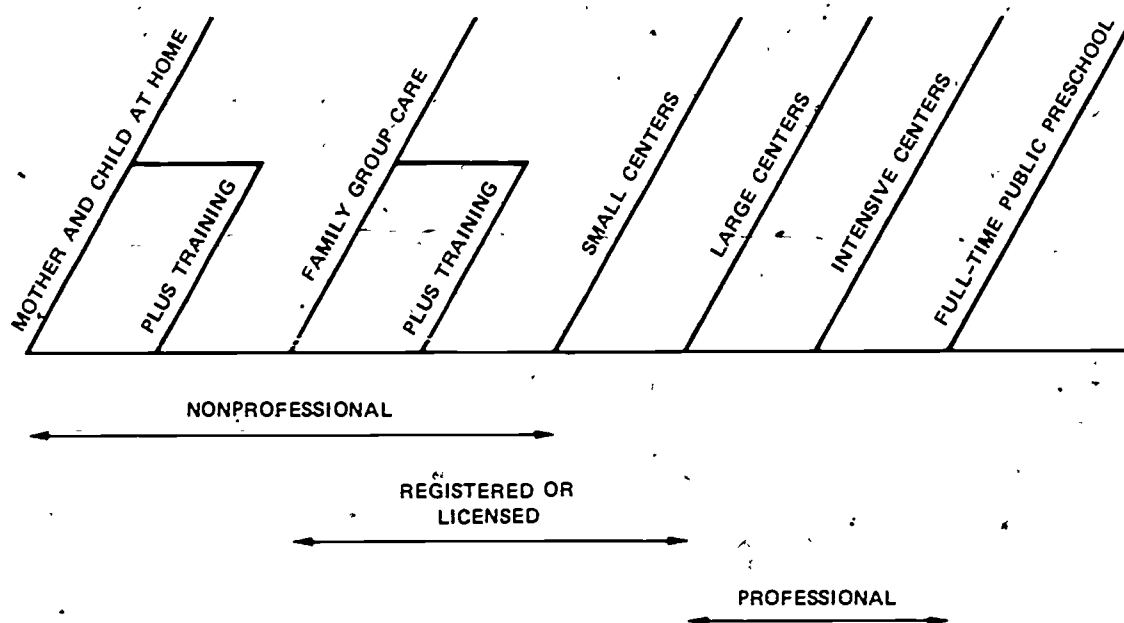 MOTHER AND CHILD AT HOME
PLUS TRAINING
FAMILY GROUP-CARE
PLUS TRAINING
SMALL CENTERS
LARGE CENTERS
INTENSIVE CENTERS
FULL-TIME PUBLIC PRESCHOOL
NONPROFESSIONAL
REGISTERED OR
LICENSED
PROFESSIONAL